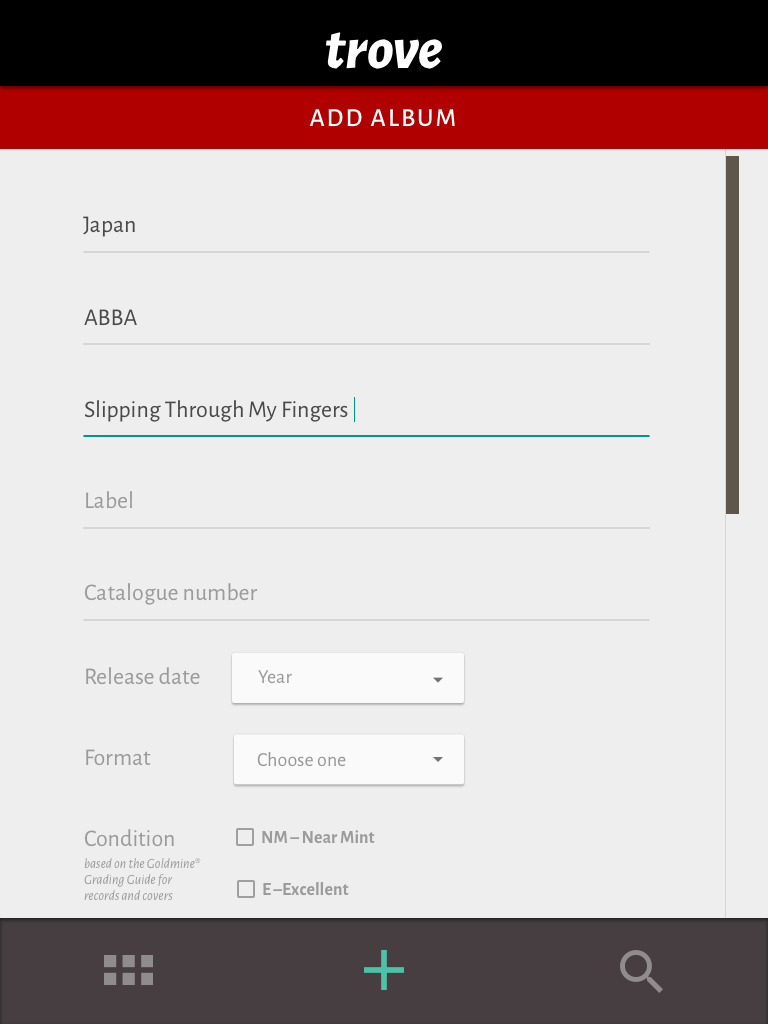 trove
ADD ALBUM
Japan
ABBA
Slipping Through My Fingers
Label
Catalogue number
Release date
Year
Format
Choose one
Condition
based on the Goldmine®
Grading Guide for
records and covers
NM – Near Mint
E –Excellent